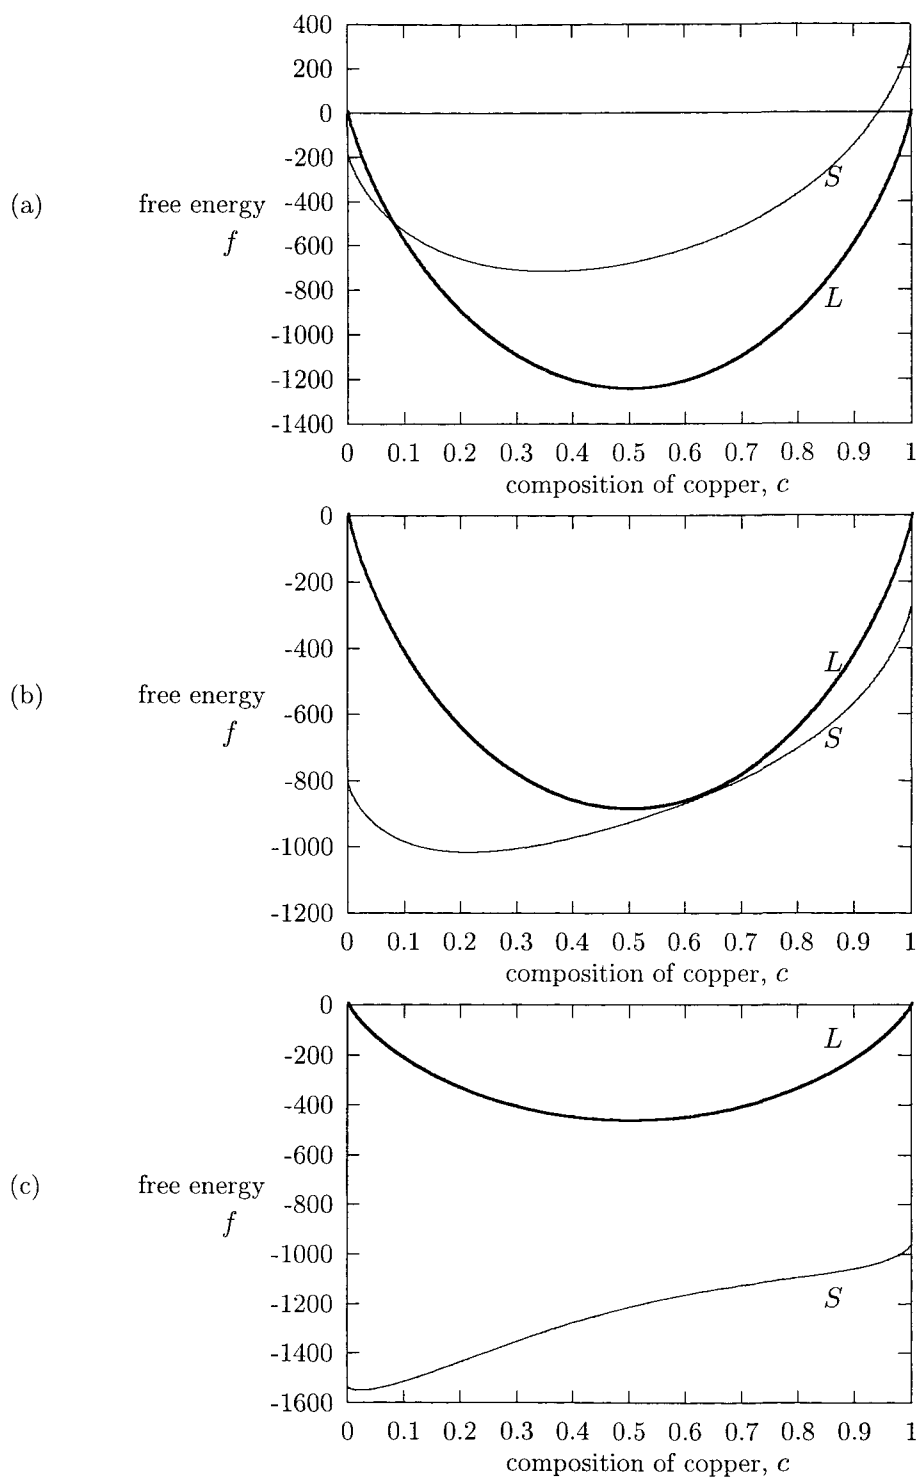 400
200
0
-200
(a) free energy -400
S
f -600
-800
L
-1000
-1200
-1400
0 0.1 0.2 0.3 0.4 0.5 0.6 0.7 0.8 0.9 1
composition of copper, c
0
-200
-400
L
(b) free energy
-600
f
S
-800
-1000
-1200
0 0.1 0.2 0.3 0.4 0.5 0.6 0.7 0.8 0.9 1
composition of copper, c
0
L
-200
-400
-600
(c) free energy
-800
f
-1000
-1200
S
-1400
-1600
0 0.1 0.2 0.3 0.4 0.5 0.6 0.7 0.8 0.9 1
composition of copper, c